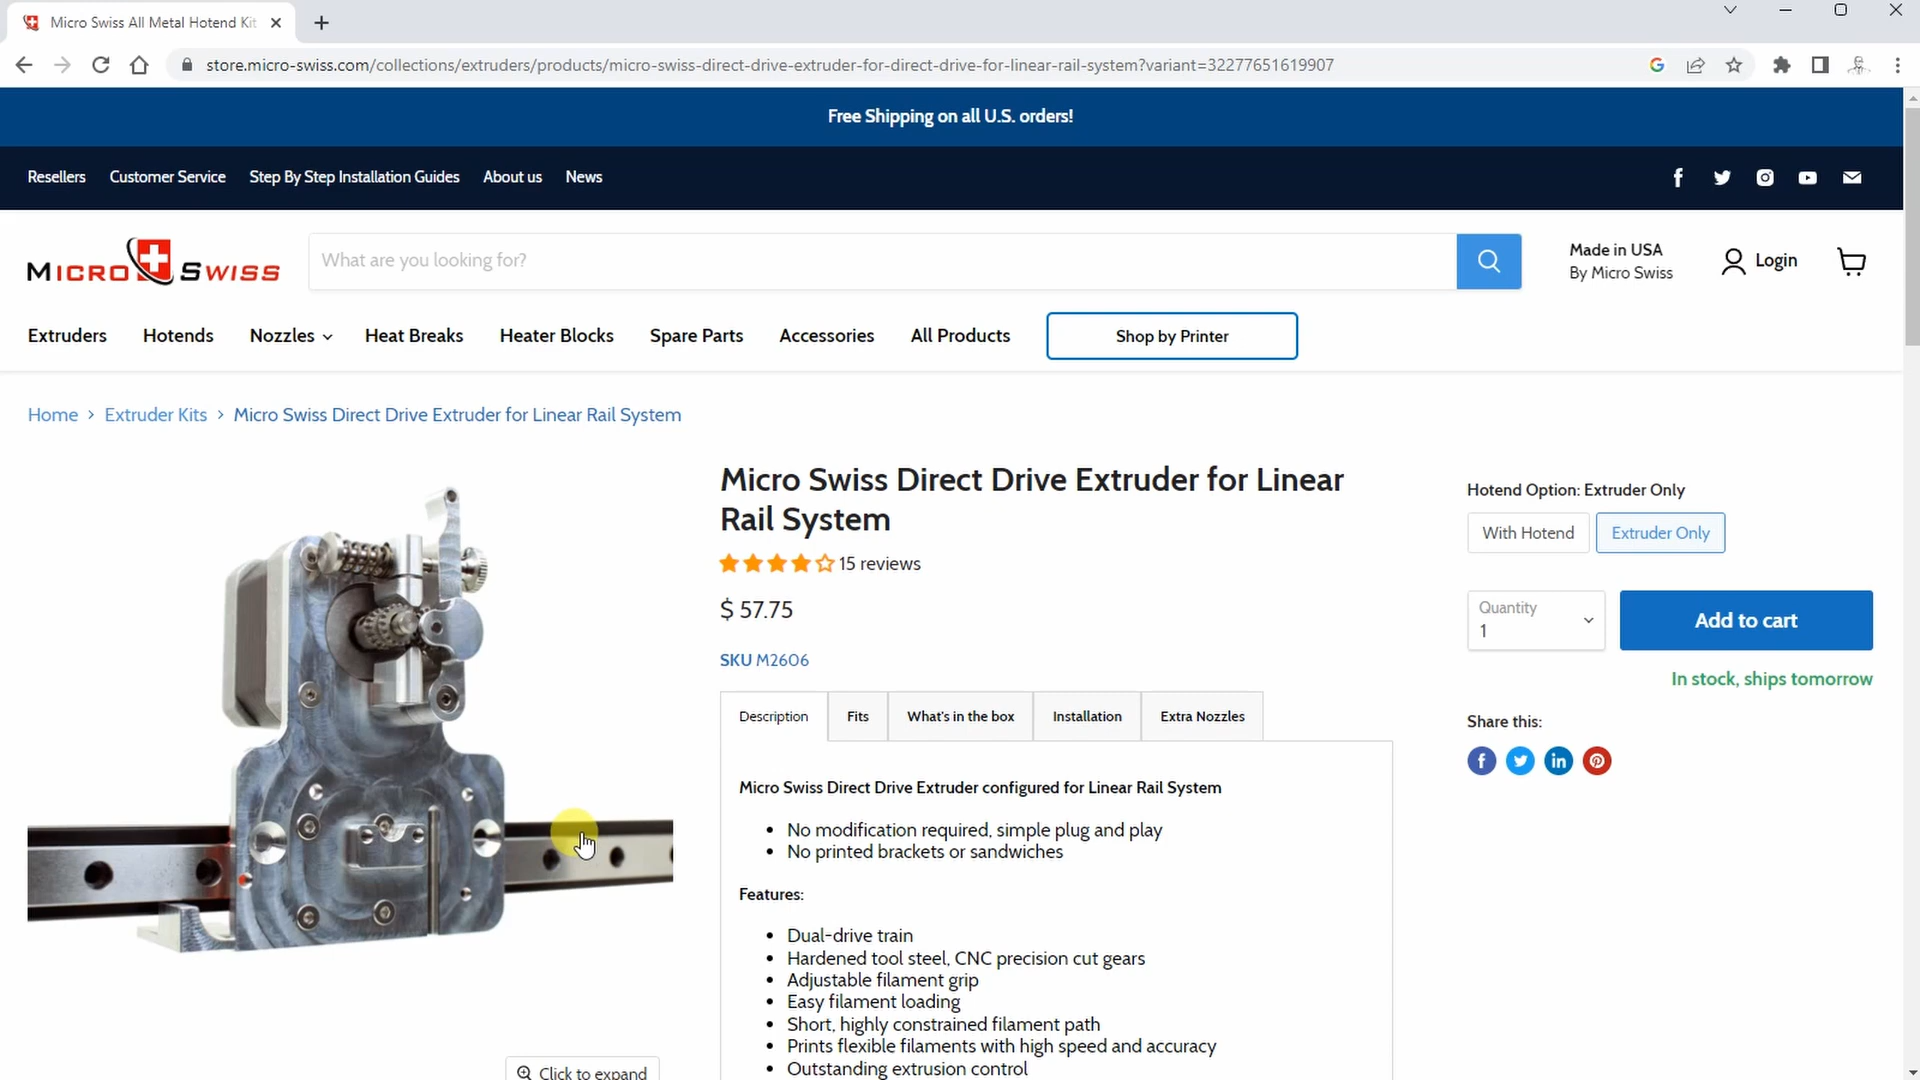 Micro Swiss All Metal Hotend Kit
store.micro-swiss.com/collections/extruders/products/micro-swiss-direct-drive-extruder-for-direct-drive-for-linear-rail-system?variant=32277651619907
Free Shipping on all U.S. orders!
Resellers Customer Service Step By Step Installation Guides About us News
MICRO SWISS
What are you looking for?
Made in USA
By Micro Swiss
Login
Extruders Hotends Nozzles Heat Breaks Heater Blocks Spare Parts Accessories All Products Shop by Printer
Home > Extruder Kits > Micro Swiss Direct Drive Extruder for Linear Rail System
Micro Swiss Direct Drive Extruder for Linear
Rail System
15 reviews
$ 57.75
SKU M2606
Description Fits What's in the box Installation Extra Nozzles
Micro Swiss Direct Drive Extruder configured for Linear Rail System
• No modification required, simple plug and play
• No printed brackets or sandwiches
Features:
• Dual-drive train
• Hardened tool steel, CNC precision cut gears
• Adjustable filament grip
• Easy filament loading
• Short, highly constrained filament path
• Prints flexible filaments with high speed and accuracy
• Outstanding extrusion control
Hotend Option: Extruder Only
With Hotend Extruder Only
Quantity
1
Add to cart
In stock, ships tomorrow
Share this:
Click to expand